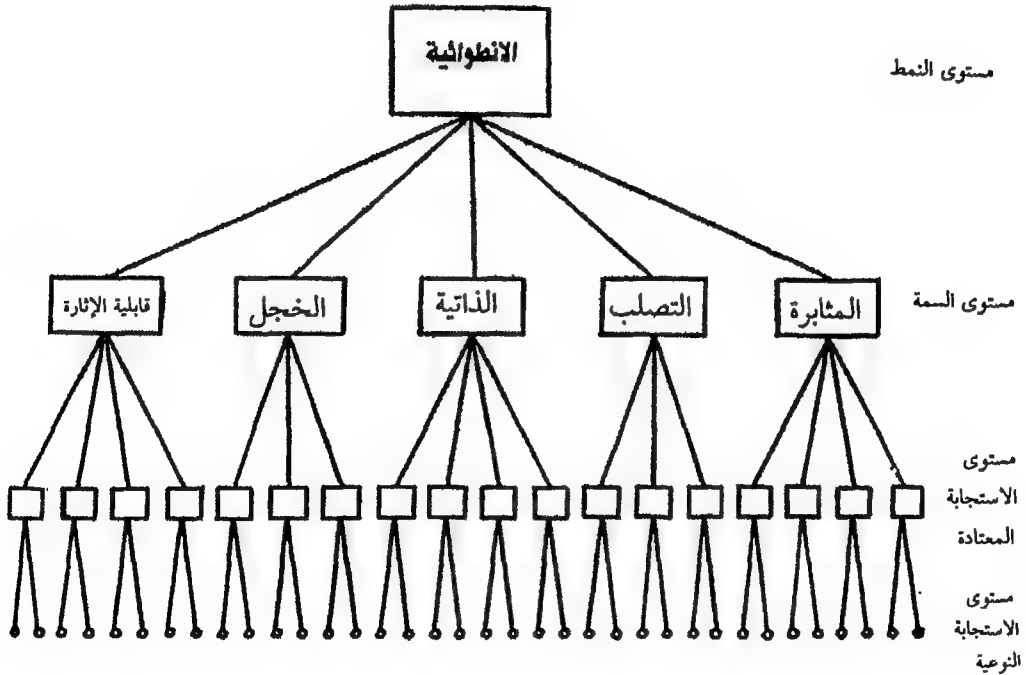 الانطوائية
مستوى النمط
المثابرة
التصلب
الذاتية
الخجل
قابلية الإثارة
مستوى السمة
مستوى
الاستجابة
المعتادة
مستوى
الاستجابة
النوعية